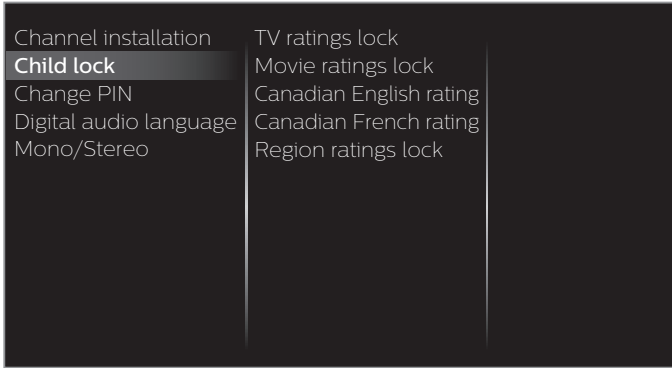 Channel installation
Child lock
Change PIN
Digital audio language
Mono/Stereo
TV ratings lock
Movie ratings lock
Canadian English rating
Canadian French rating
Region ratings lock